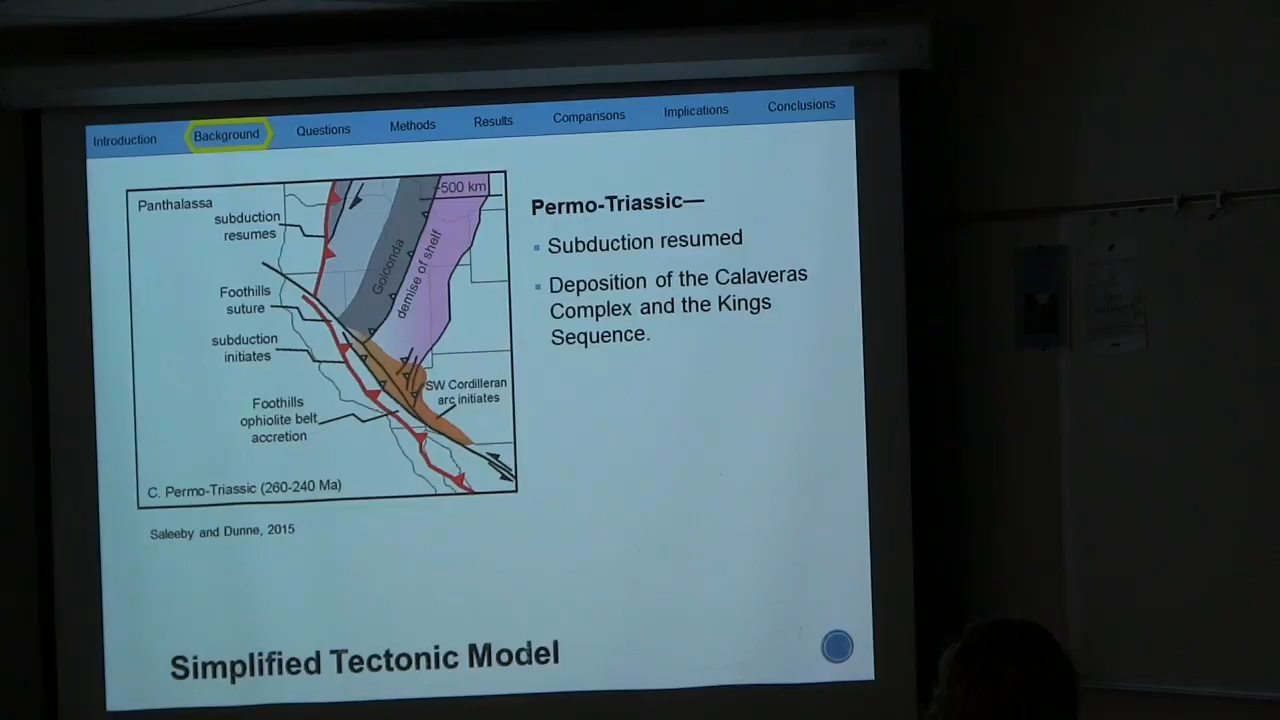 Introduction Background Questions Methods Results Comparisons Implications Conclusions
Panthalassa
~500 km
subduction
resumes
Golconda
demise of shelf
Foothills
suture
subduction
initiates
SW Cordilleran
arc initiates
Foothills
ophiolite belt
accretion
C. Permo-Triassic (260-240 Ma)
Saleeby and Dunne, 2015
Permo-Triassic—
▪ Subduction resumed
▪ Deposition of the Calaveras
Complex and the Kings
Sequence.
Simplified Tectonic Model